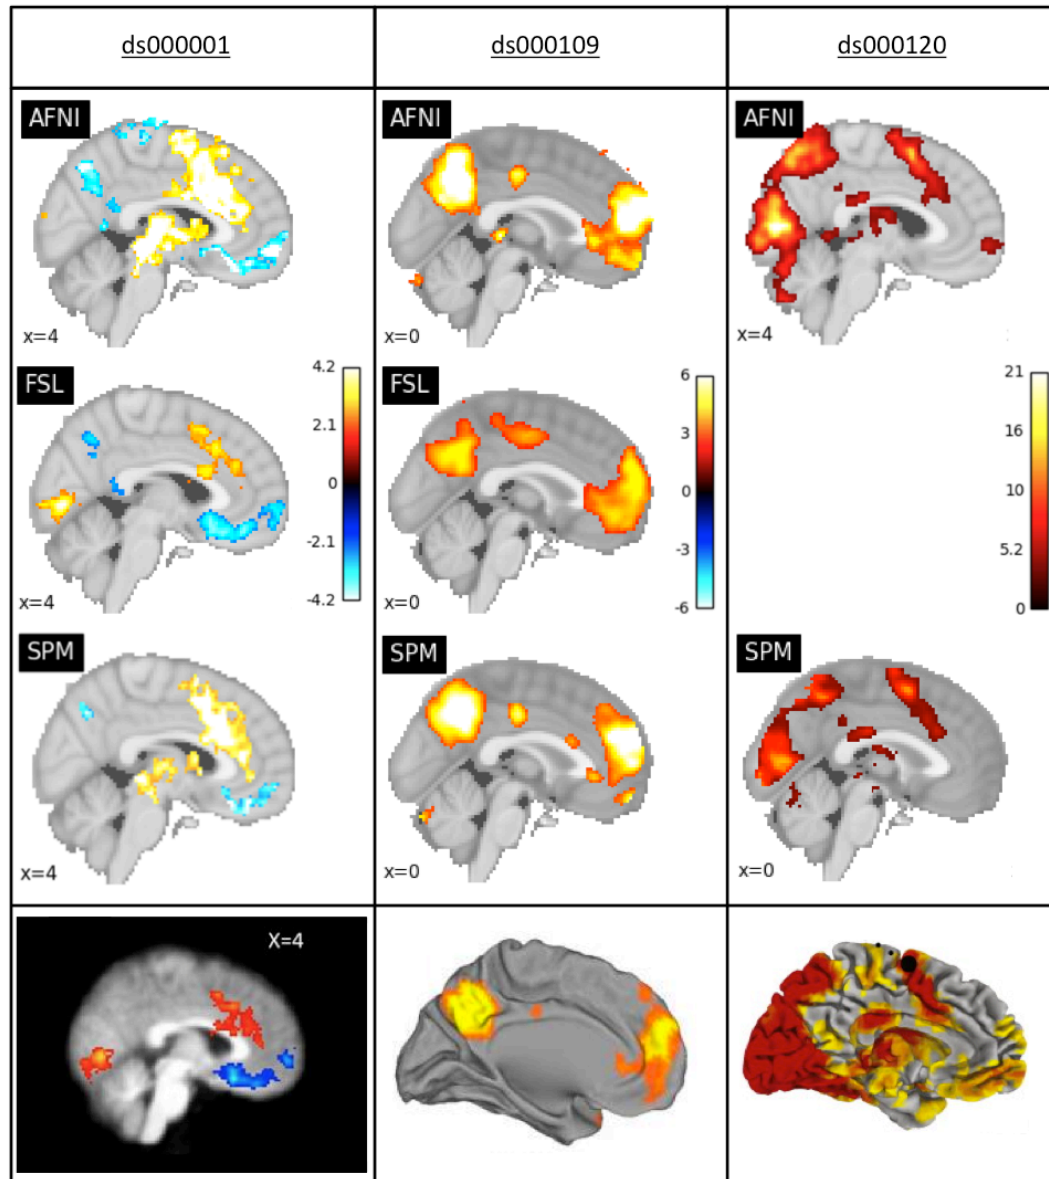 ds000001
ds000109
ds000120
AFNI
AFNI
AFNI
x=4
x=0
x=4
FSL
4.2
2.1
0
-2.1
-4.2
x=4
FSL
6
3
0
-3
-6
x=0
21
16
10
5.2
0
SPM
SPM
SPM
x=4
x=0
x=0
X=4